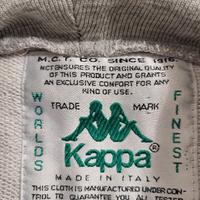 M.C.T. CO. SINCE 1916
NESSUNO THE ORIGINAL QUALITY
OF THIS PRODUCT AND GRANTS
AN EXCLUSIVE COMFORT FOR ANY
KIND OF USE.
TRADE MARK
WORLDS
FINEST
Kappa®
MADE IN ITALY
THIS CLOTH IS MANUFACTURED UNDER CON-
TROL TO GUARANTEE YOU ALL TESTED